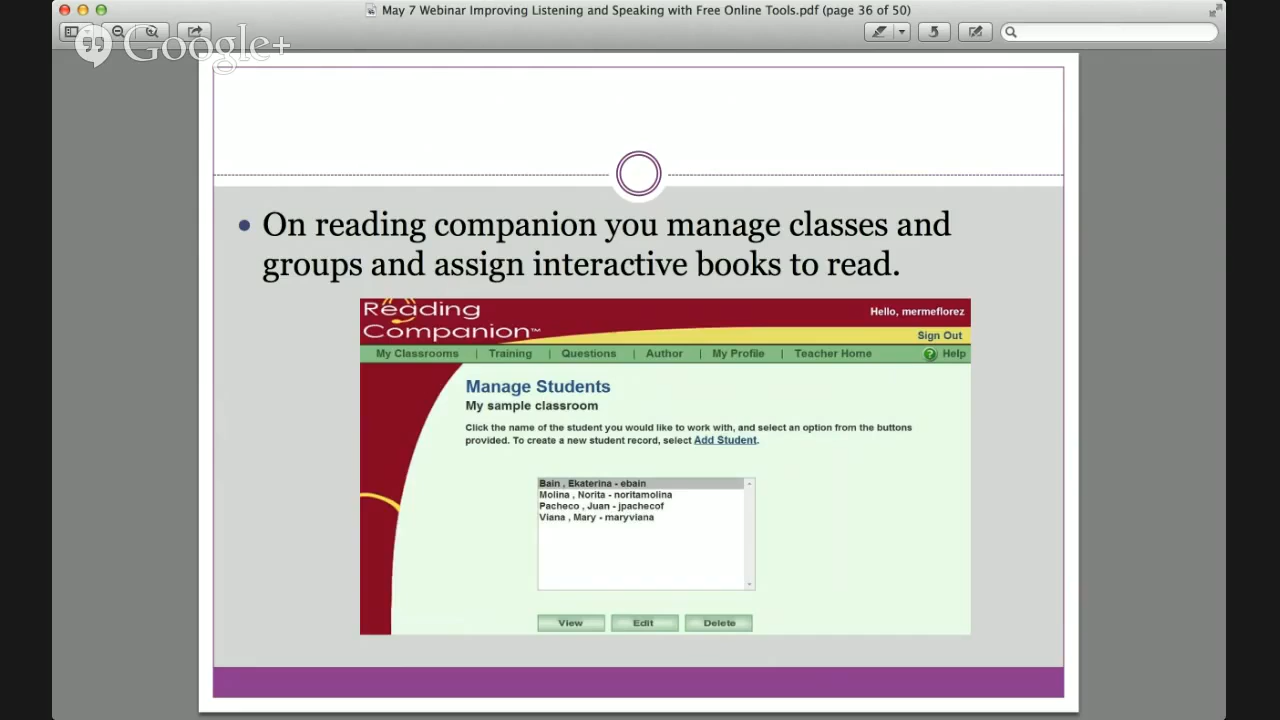 May 7 Webinar Improving Listening and Speaking with Free Online Tools.pdf (page 36 of 50)
Google+
• On reading companion you manage classes and
groups and assign interactive books to read.
Reading
Companion™
Hello, mermeflorez
Sign Out
My Classrooms | Training | Questions | Author | My Profile | Teacher Home
? Help
Manage Students
My sample classroom
Click the name of the student you would like to work with, and select an option from the buttons
provided. To create a new student record, select Add Student.
Bain , Ekaterina - ebain
Molina , Norita - noritamolina
Pacheco , Juan - jpachecof
Viana , Mary - maryviana
View Edit Delete